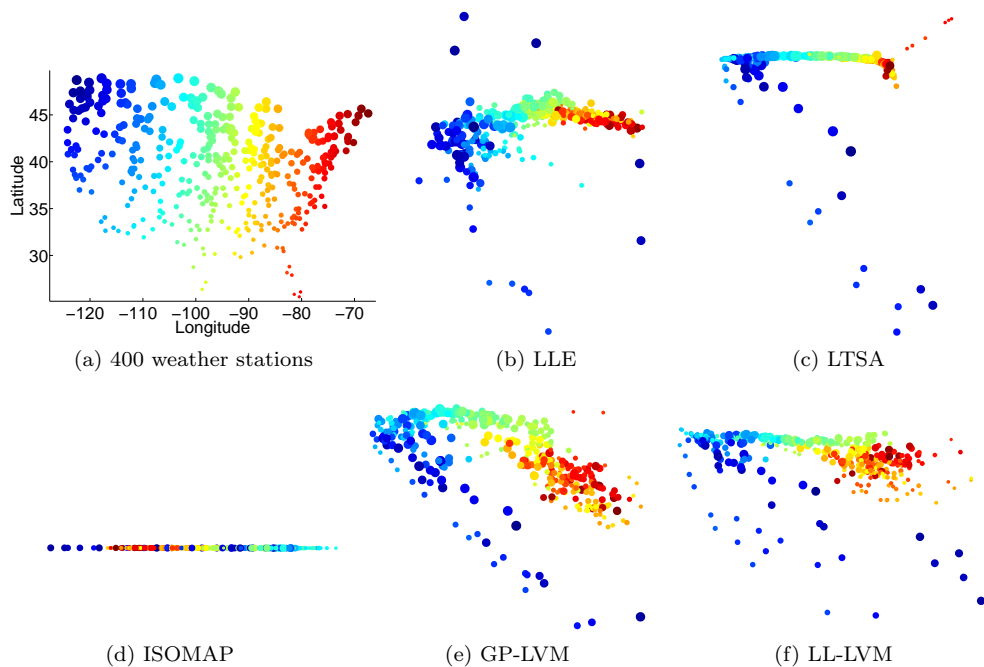 45
40
35
30
Latitude
−120 −110 −100 −90 −80 −70
Longitude
(a) 400 weather stations
(b) LLE
(c) LTSA
(d) ISOMAP
(e) GP-LVM
(f) LL-LVM